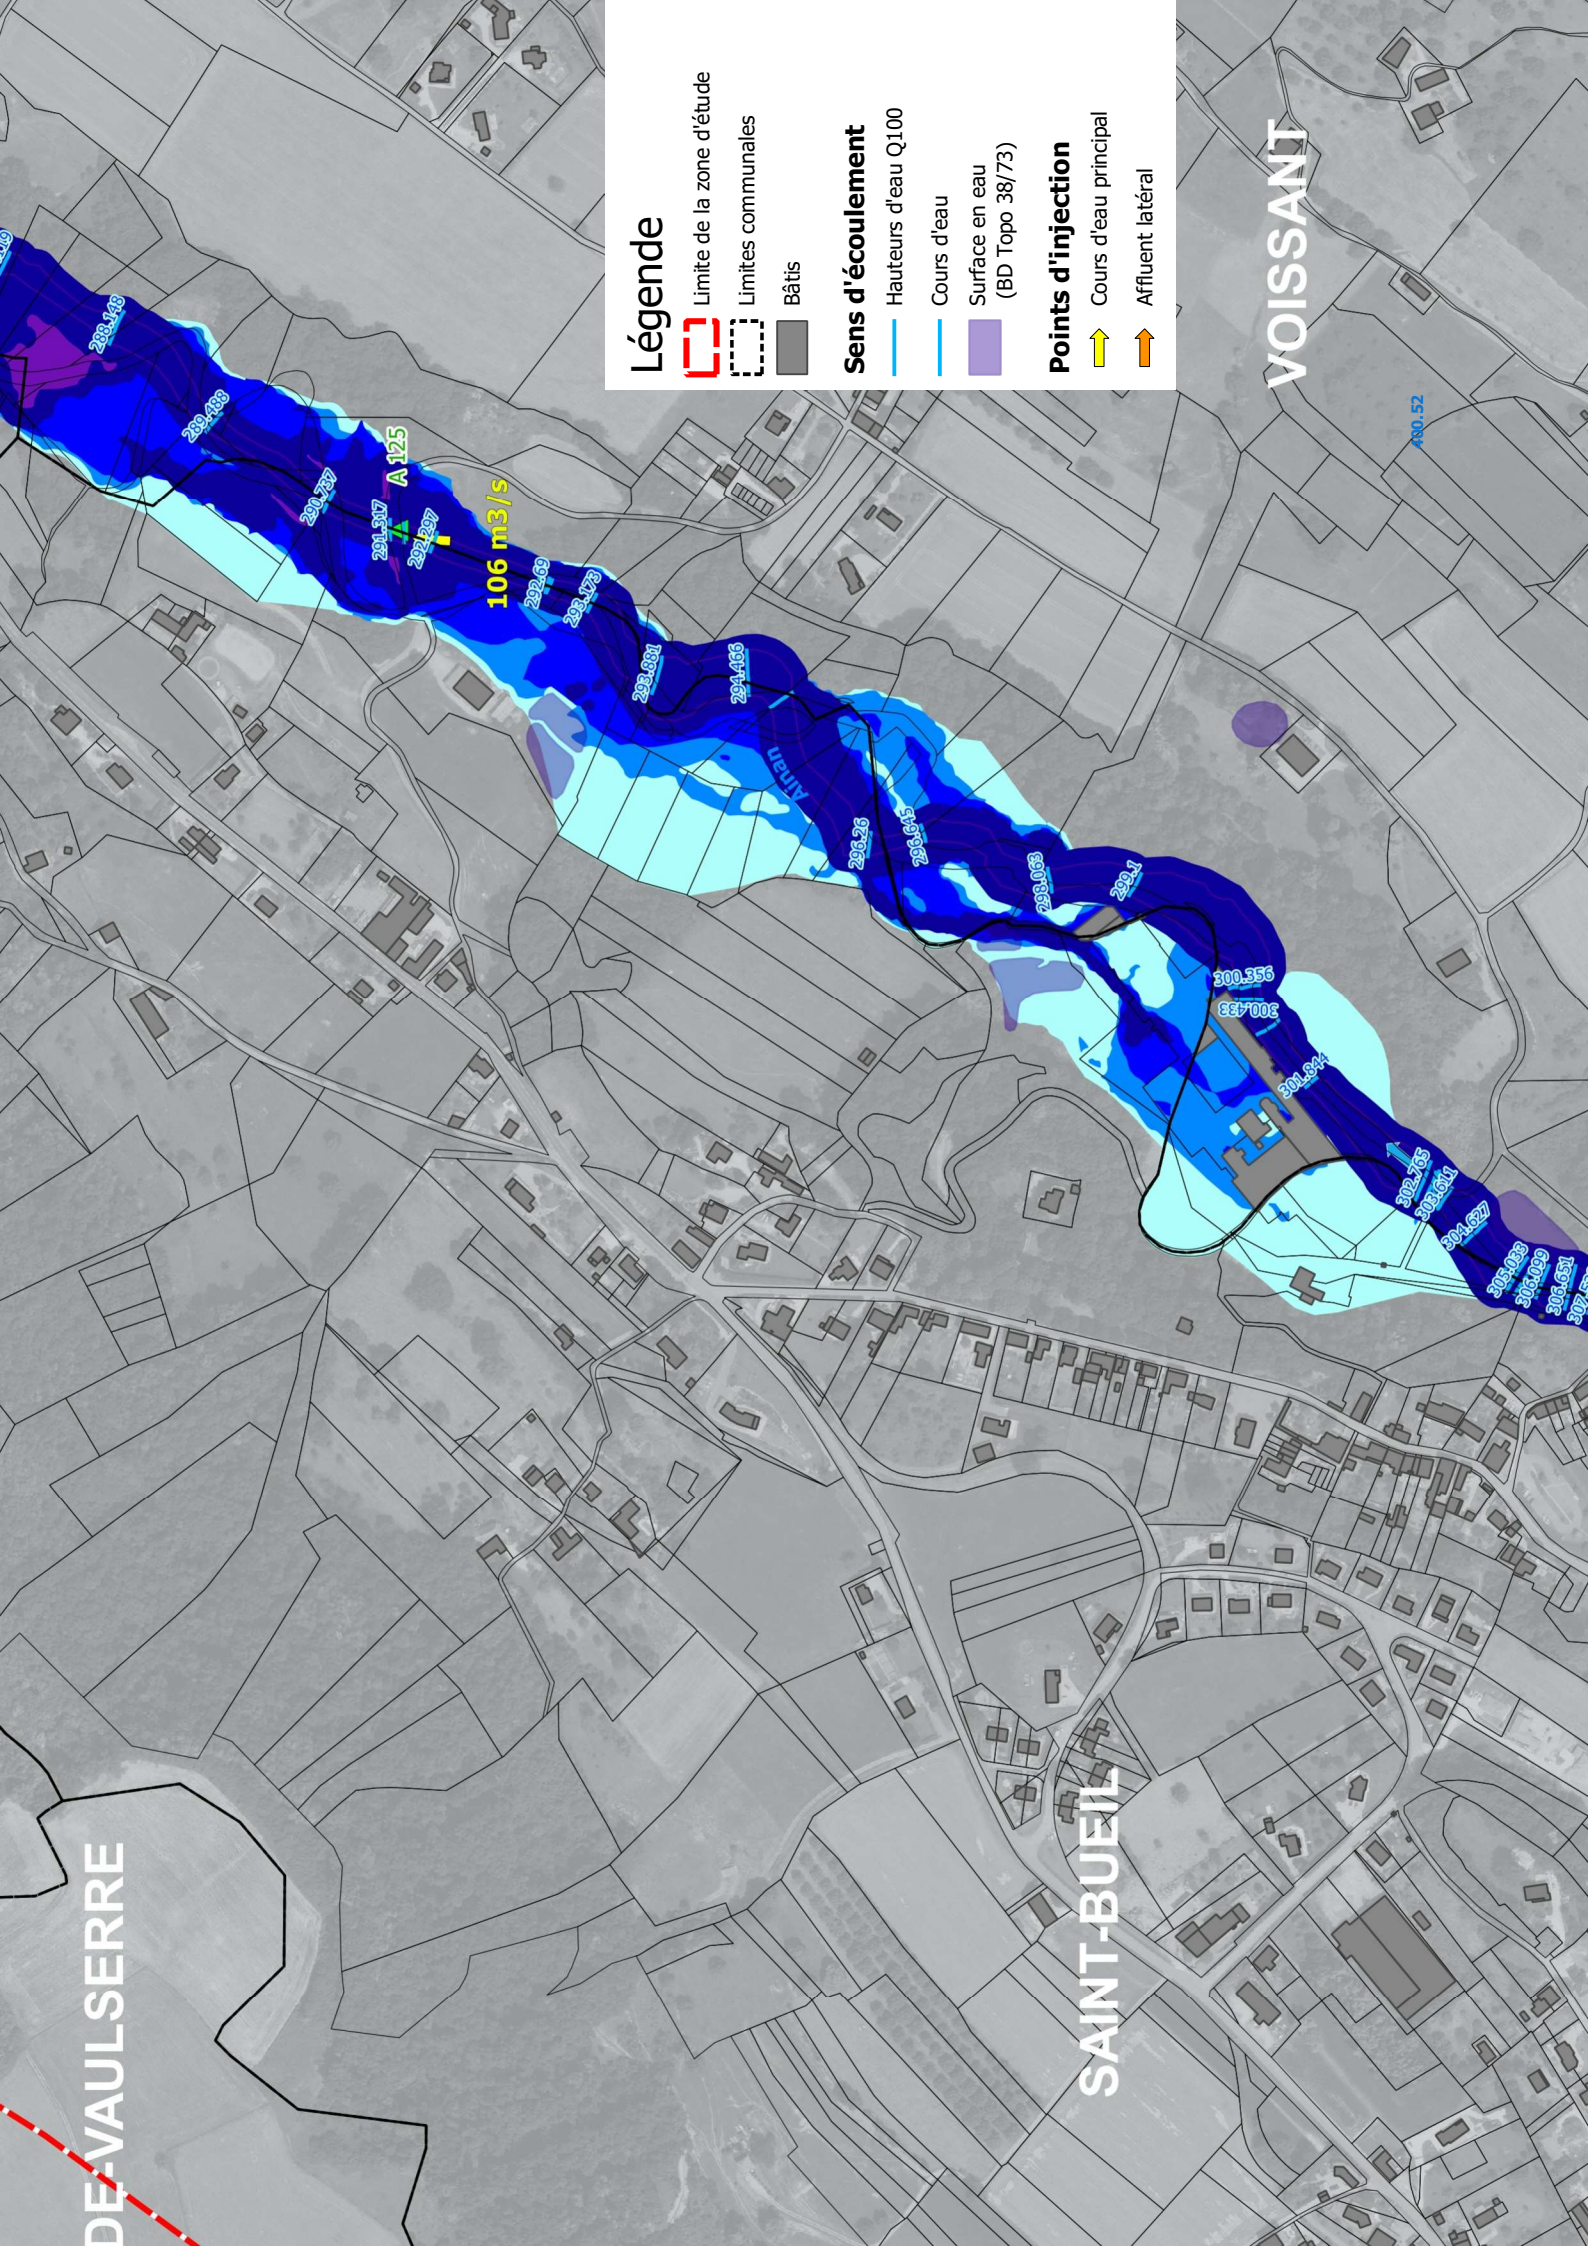 Légende
Limite de la zone d'étude
Limites communales
Bâtis
Sens d'écoulement
Hauteurs d'eau Q100
Cours d'eau
Surface en eau
(BD Topo 38/73)
Points d'injection
Cours d'eau principal
Affluent latéral
VOISSANT
400.52
288.148
289.488
290.737
291.317
A 125
292.297
106 m3/s
292.69
293.173
293.881
294.466
Ainan
296.26
296.645
298.063
299.1
300.356
300.433
301.844
302.765
303.611
304.627
305.033
306.099
306.651
SAINT-BUEIL
DE-VAULSERRE